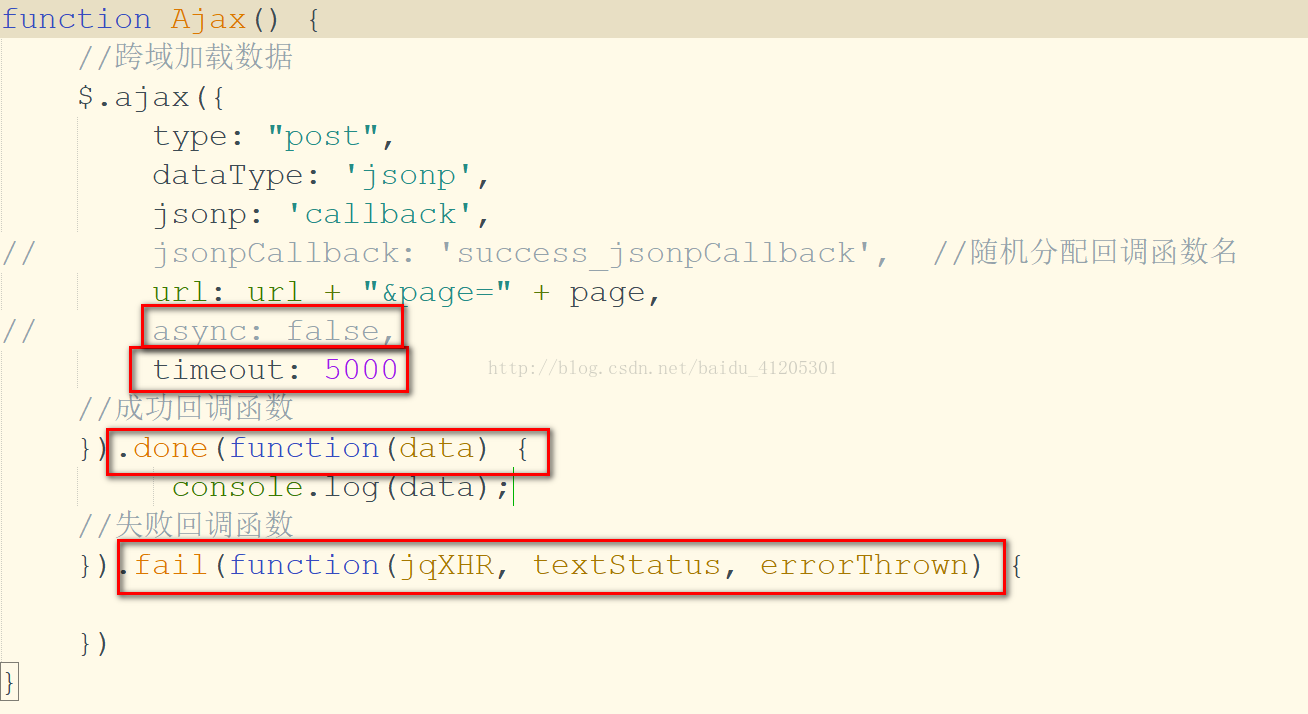 function Ajax() {
//跨域加载数据
$.ajax({
type: "post",
dataType: 'jsonp',
jsonp: 'callback',
// jsonpCallback: 'success_jsonpCallback', //随机分配回调函数名
url: url + "&page=" + page,
// async: false,
timeout: 5000
http://blog.csdn.net/baidu_41205301
//成功回调函数
}).done(function(data) {
console.log(data);
//失败回调函数
}).fail(function(jqXHR, textStatus, errorThrown) {
})
}